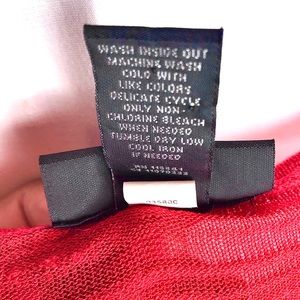 WASH INSIDE OUT
MACHINE WASH
COLD WITH
LIKE COLORS
DELICATE CYCLE
ONLY NON-
CHLORINE BLEACH
WHEN NEEDED
TUMBLE DRY LOW
COOL IRON
IF NEEDED
RN